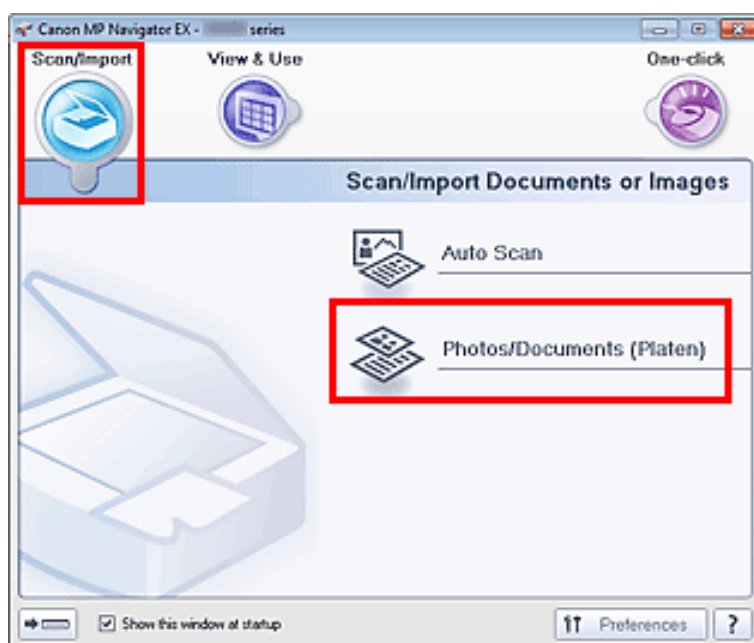 Canon MP Navigator EX - series
Scan/Import
View & Use
One-click
Scan/Import Documents or Images
Auto Scan
Photos/Documents (Platen)
Show this window at startup
Preferences
?